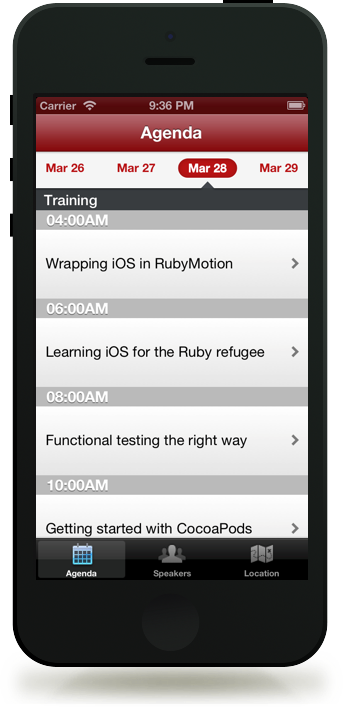 Carrier 9:36 PM
Agenda
Mar 26 Mar 27 Mar 28 Mar 29
Training
04:00AM
Wrapping iOS in RubyMotion
06:00AM
Learning iOS for the Ruby refugee
08:00AM
Functional testing the right way
10:00AM
Getting started with CocoaPods
Agenda Speakers Location